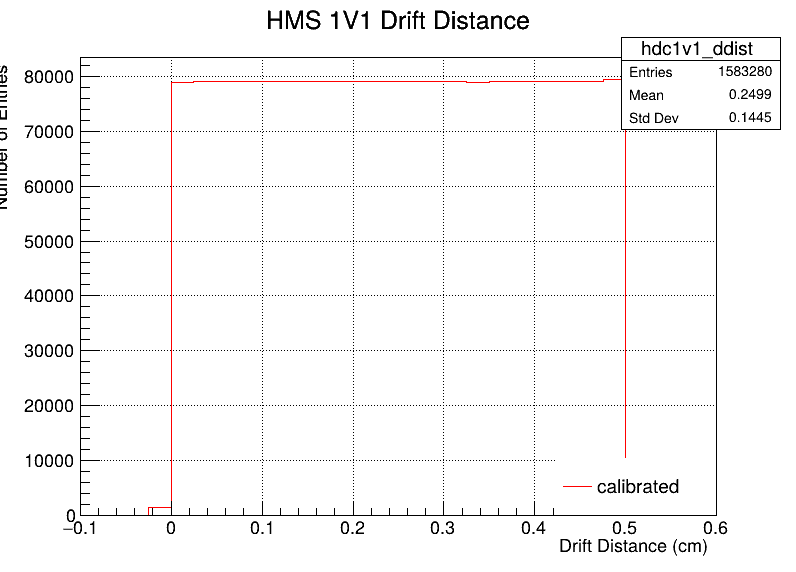 HMS 1V1 Drift Distance
hdc1v1_ddist
Entries 1583280
Mean 0.2499
Std Dev 0.1445
Number of Entries
80000
70000
60000
50000
40000
30000
20000
10000
0
calibrated
−0.1 0 0.1 0.2 0.3 0.4 0.5 0.6
Drift Distance (cm)